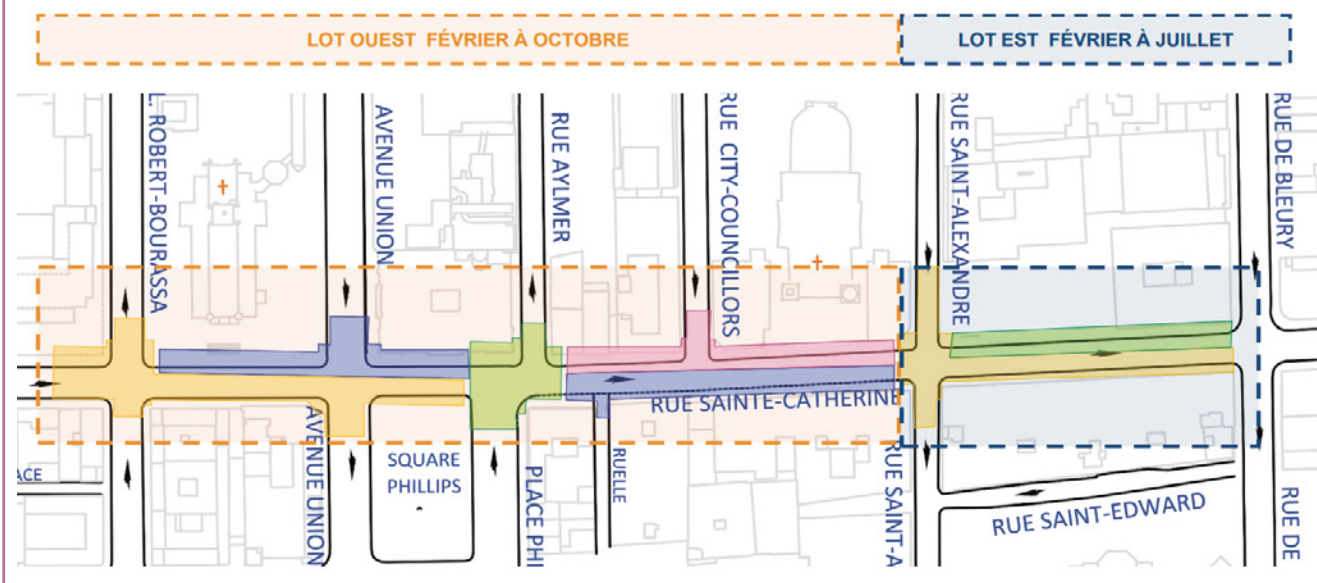 LOT OUEST FÉVRIER À OCTOBRE
LOT EST FÉVRIER À JUILLET
L. ROBERT-BOURASSA
AVENUE UNION
RUE AYLMER
RUE CITY-COUNCILLORS
RUE SAINT-ALEXANDRE
RUE DE BLEURY
RUE SAINTE-CATHERINE
ACE
AVENUE UNION
SQUARE
PHILLIPS
PLACE PHI
RUELLE
RUE SAINT-A
RUE SAINT-EDWARD
RUE DE